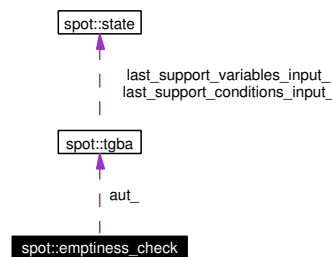 spot::state
last_support_variables_input_
last_support_conditions_input_
spot::tgba
aut_
spot::emptiness_check